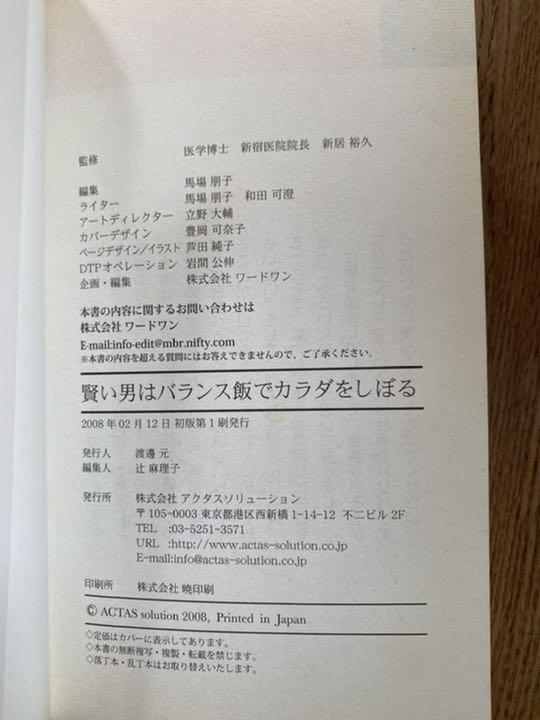 監修　医学博士　新宿医院院長　新居 裕久
編集　馬場 朋子
ライター　馬場 朋子　和田 可澄
アートディレクター　立野 大輔
カバーデザイン　豊岡 可奈子
ページデザイン/イラスト　芦田 純子
DTPオペレーション　岩間 公伸
企画・編集　株式会社 ワードワン
本書の内容に関するお問い合わせは
株式会社 ワードワン
E-mail:info-edit@mbr.nifty.com
※本書の内容を超える質問にはお答えできませんので、ご了承ください。
賢い男はバランス飯でカラダをしぼる
2008年02月12日 初版第1刷発行
発行人　渡邊 元
編集人　辻 麻理子
発行所　株式会社 アクタスソリューション
〒105-0003 東京都港区西新橋 1-14-12 不二ビル 2F
TEL :03-5251-3571
URL :http://www.actas-solution.co.jp
E-mail:info@actas-solution.co.jp
印刷所　株式会社 暁印刷
© ACTAS solution 2008, Printed in Japan
◇定価はカバーに表示してあります。
◇本書の無断複写・複製・転載を禁じます。
◇落丁本・乱丁本はお取り替えいたします。